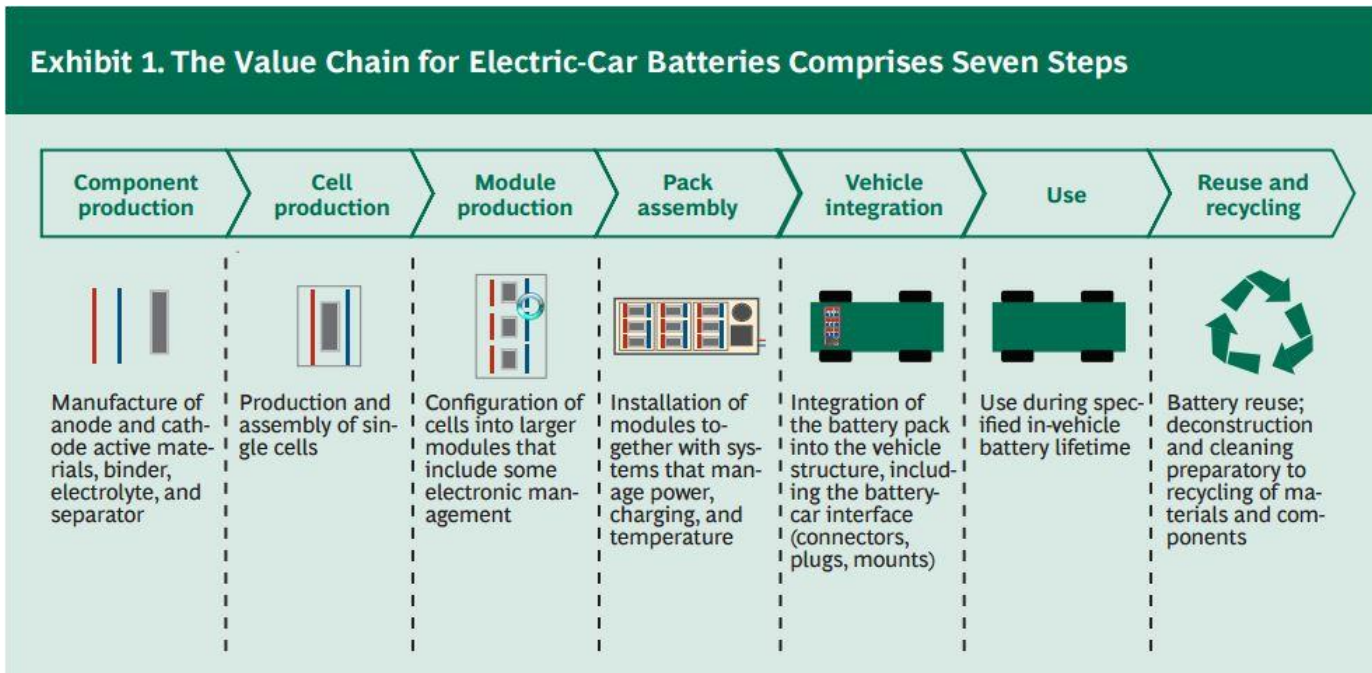 Exhibit 1. The Value Chain for Electric-Car Batteries Comprises Seven Steps
Component
production
Cell
production
Module
production
Pack
assembly
Vehicle
integration
Use
Reuse and
recycling
Manufacture of
anode and cath-
ode active mate-
rials, binder,
electrolyte, and
separator
Production and
assembly of sin-
gle cells
Configuration of
cells into larger
modules that
include some
electronic man-
agement
Installation of
modules to-
gether with sys-
tems that man-
age power,
charging, and
temperature
Integration of
the battery pack
into the vehicle
structure, includ-
ing the battery-
car interface
(connectors,
plugs, mounts)
Use during spec-
ified in-vehicle
battery lifetime
Battery reuse;
deconstruction
and cleaning
preparatory to
recycling of ma-
terials and com-
ponents